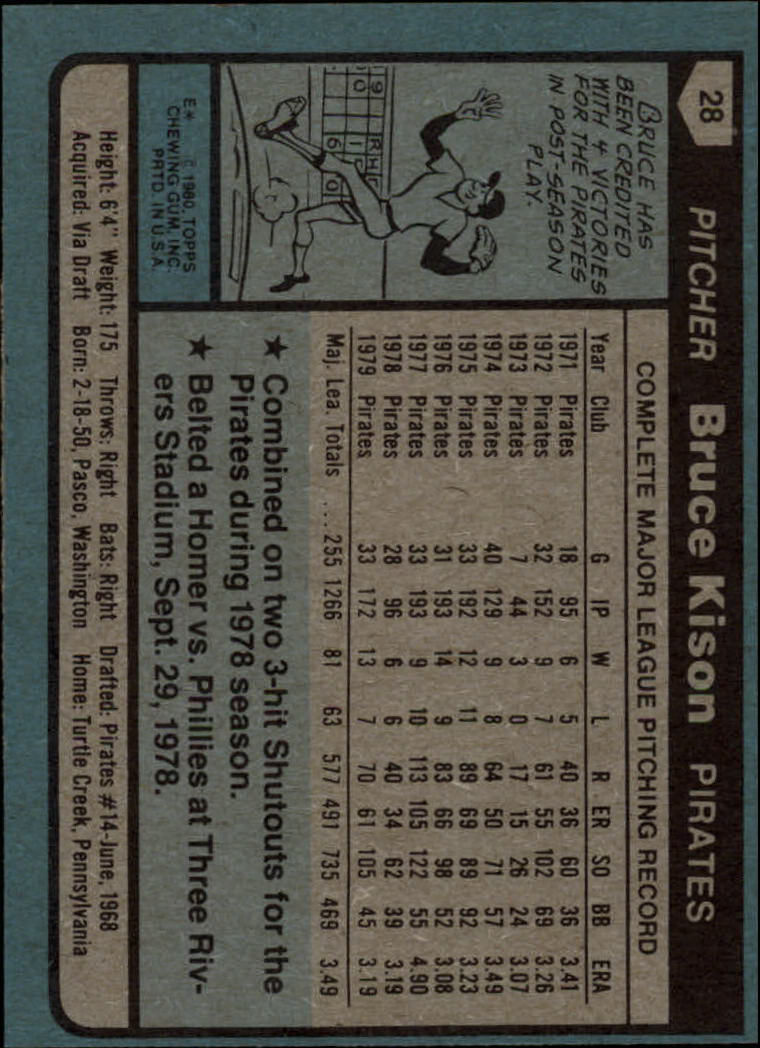 28 PITCHER Bruce Kison PIRATES
BRUCE HAS
BEEN CREDITED
WITH 4 VICTORIES
FOR THE PIRATES
IN POST-SEASON
PLAY.
9 R H E
0 1
6 0
E* © 1980 TOPPS
CHEWING GUM, INC.
PRTD. IN U.S.A.
COMPLETE MAJOR LEAGUE PITCHING RECORD
Year Club G IP W L R ER SO BB ERA
1971 Pirates 18 95 6 5 40 36 60 36 3.41
1972 Pirates 32 152 9 7 61 55 102 69 3.26
1973 Pirates 7 44 3 0 17 15 26 24 3.07
1974 Pirates 40 129 9 8 64 50 71 57 3.49
1975 Pirates 33 192 12 11 89 69 89 92 3.23
1976 Pirates 31 193 14 9 83 66 98 52 3.08
1977 Pirates 33 193 9 10 113 105 122 55 4.90
1978 Pirates 28 96 6 6 40 34 62 39 3.19
1979 Pirates 33 172 13 7 70 61 105 45 3.19
Maj. Lea. Totals ... 255 1266 81 63 577 491 735 469 3.49
★ Combined on two 3-hit Shutouts for the
Pirates during 1978 season.
★ Belted a Homer vs. Phillies at Three Riv-
ers Stadium, Sept. 29, 1978.
Height: 6'4" Weight: 175 Throws: Right Bats: Right Drafted: Pirates #14-June, 1968
Acquired: Via Draft Born: 2-18-50, Pasco, Washington Home: Turtle Creek, Pennsylvania